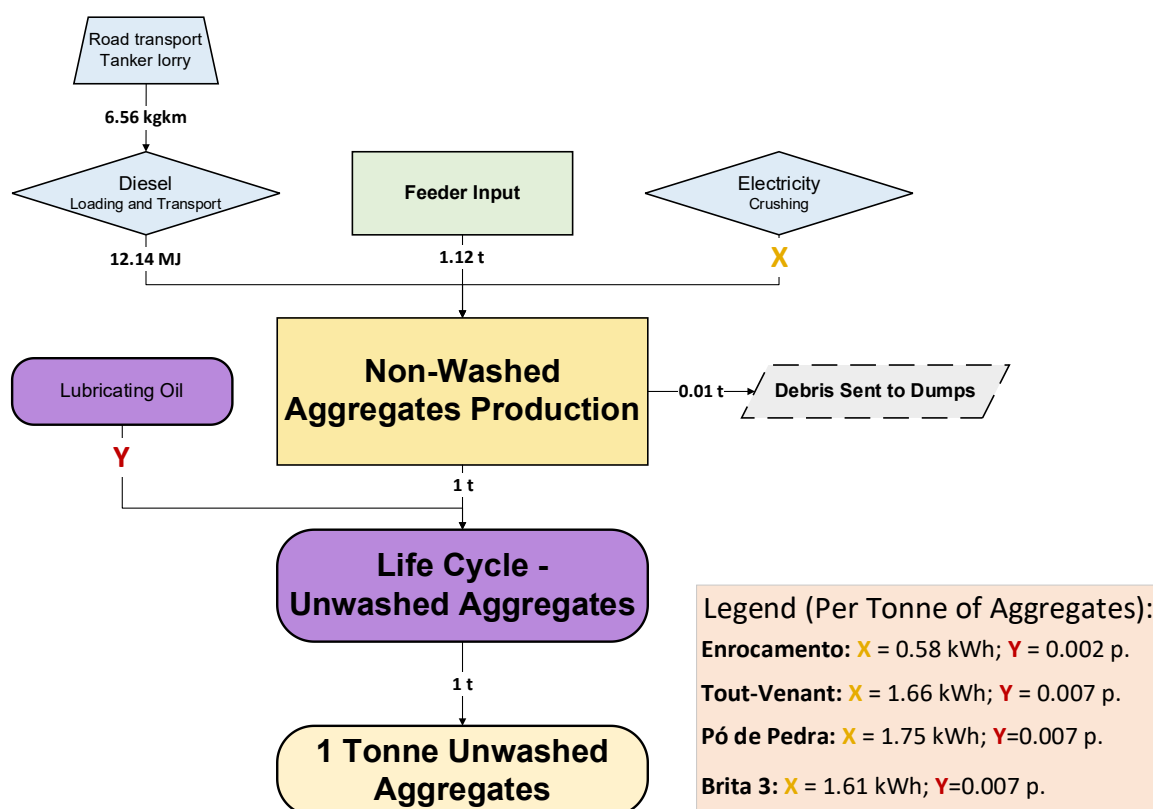 Road transport
Tanker lorry
6.56 kgkm
Diesel
Loading and Transport
12.14 MJ
Feeder Input
1.12 t
Electricity
Crushing
X
Non-Washed
Aggregates Production
0.01 t
Debris Sent to Dumps
Lubricating Oil
Y
1 t
Life Cycle -
Unwashed Aggregates
1 t
1 Tonne Unwashed
Aggregates
Legend (Per Tonne of Aggregates):
Enrocamento: X = 0.58 kWh; Y = 0.002 p.
Tout-Venant: X = 1.66 kWh; Y = 0.007 p.
Pó de Pedra: X = 1.75 kWh; Y=0.007 p.
Brita 3: X = 1.61 kWh; Y=0.007 p.